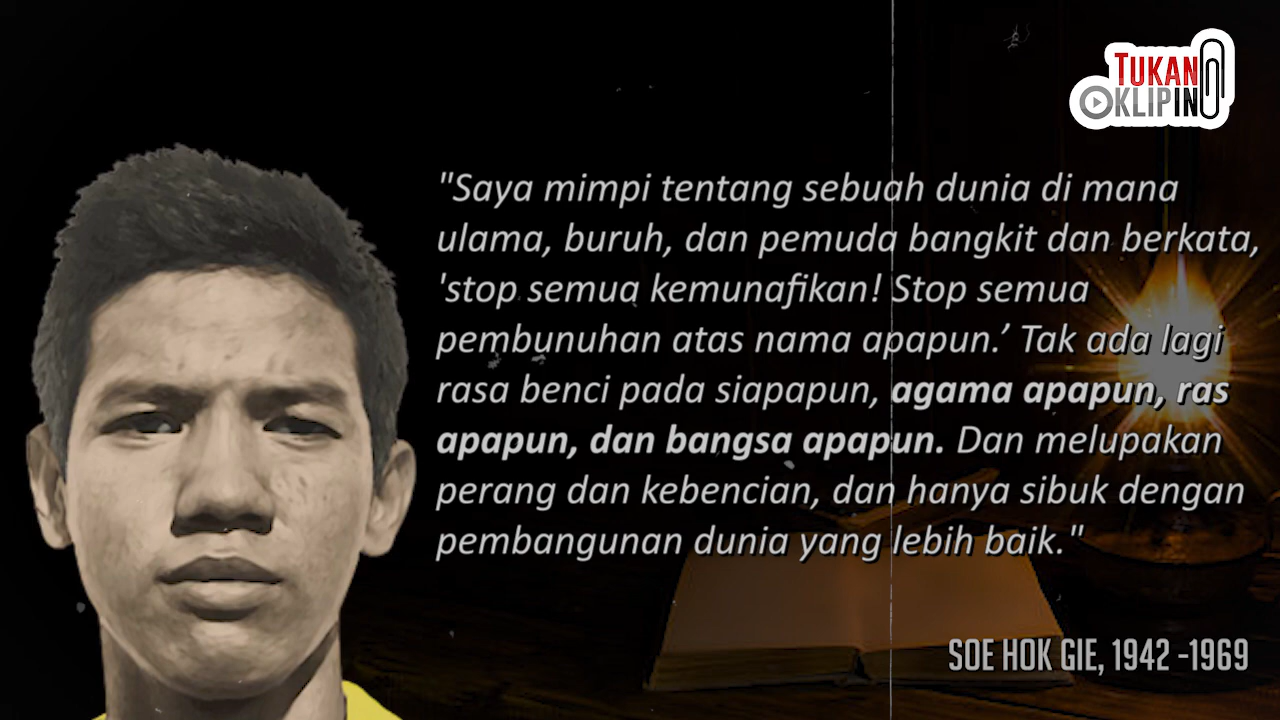 TUKANG
KLIPING
"Saya mimpi tentang sebuah dunia di mana
ulama, buruh, dan pemuda bangkit dan berkata,
'stop semua kemunafikan! Stop semua
pembunuhan atas nama apapun.’ Tak ada lagi
rasa benci pada siapapun, agama apapun, ras
apapun, dan bangsa apapun. Dan melupakan
perang dan kebencian, dan hanya sibuk dengan
pembangunan dunia yang lebih baik."
SOE HOK GIE, 1942 -1969